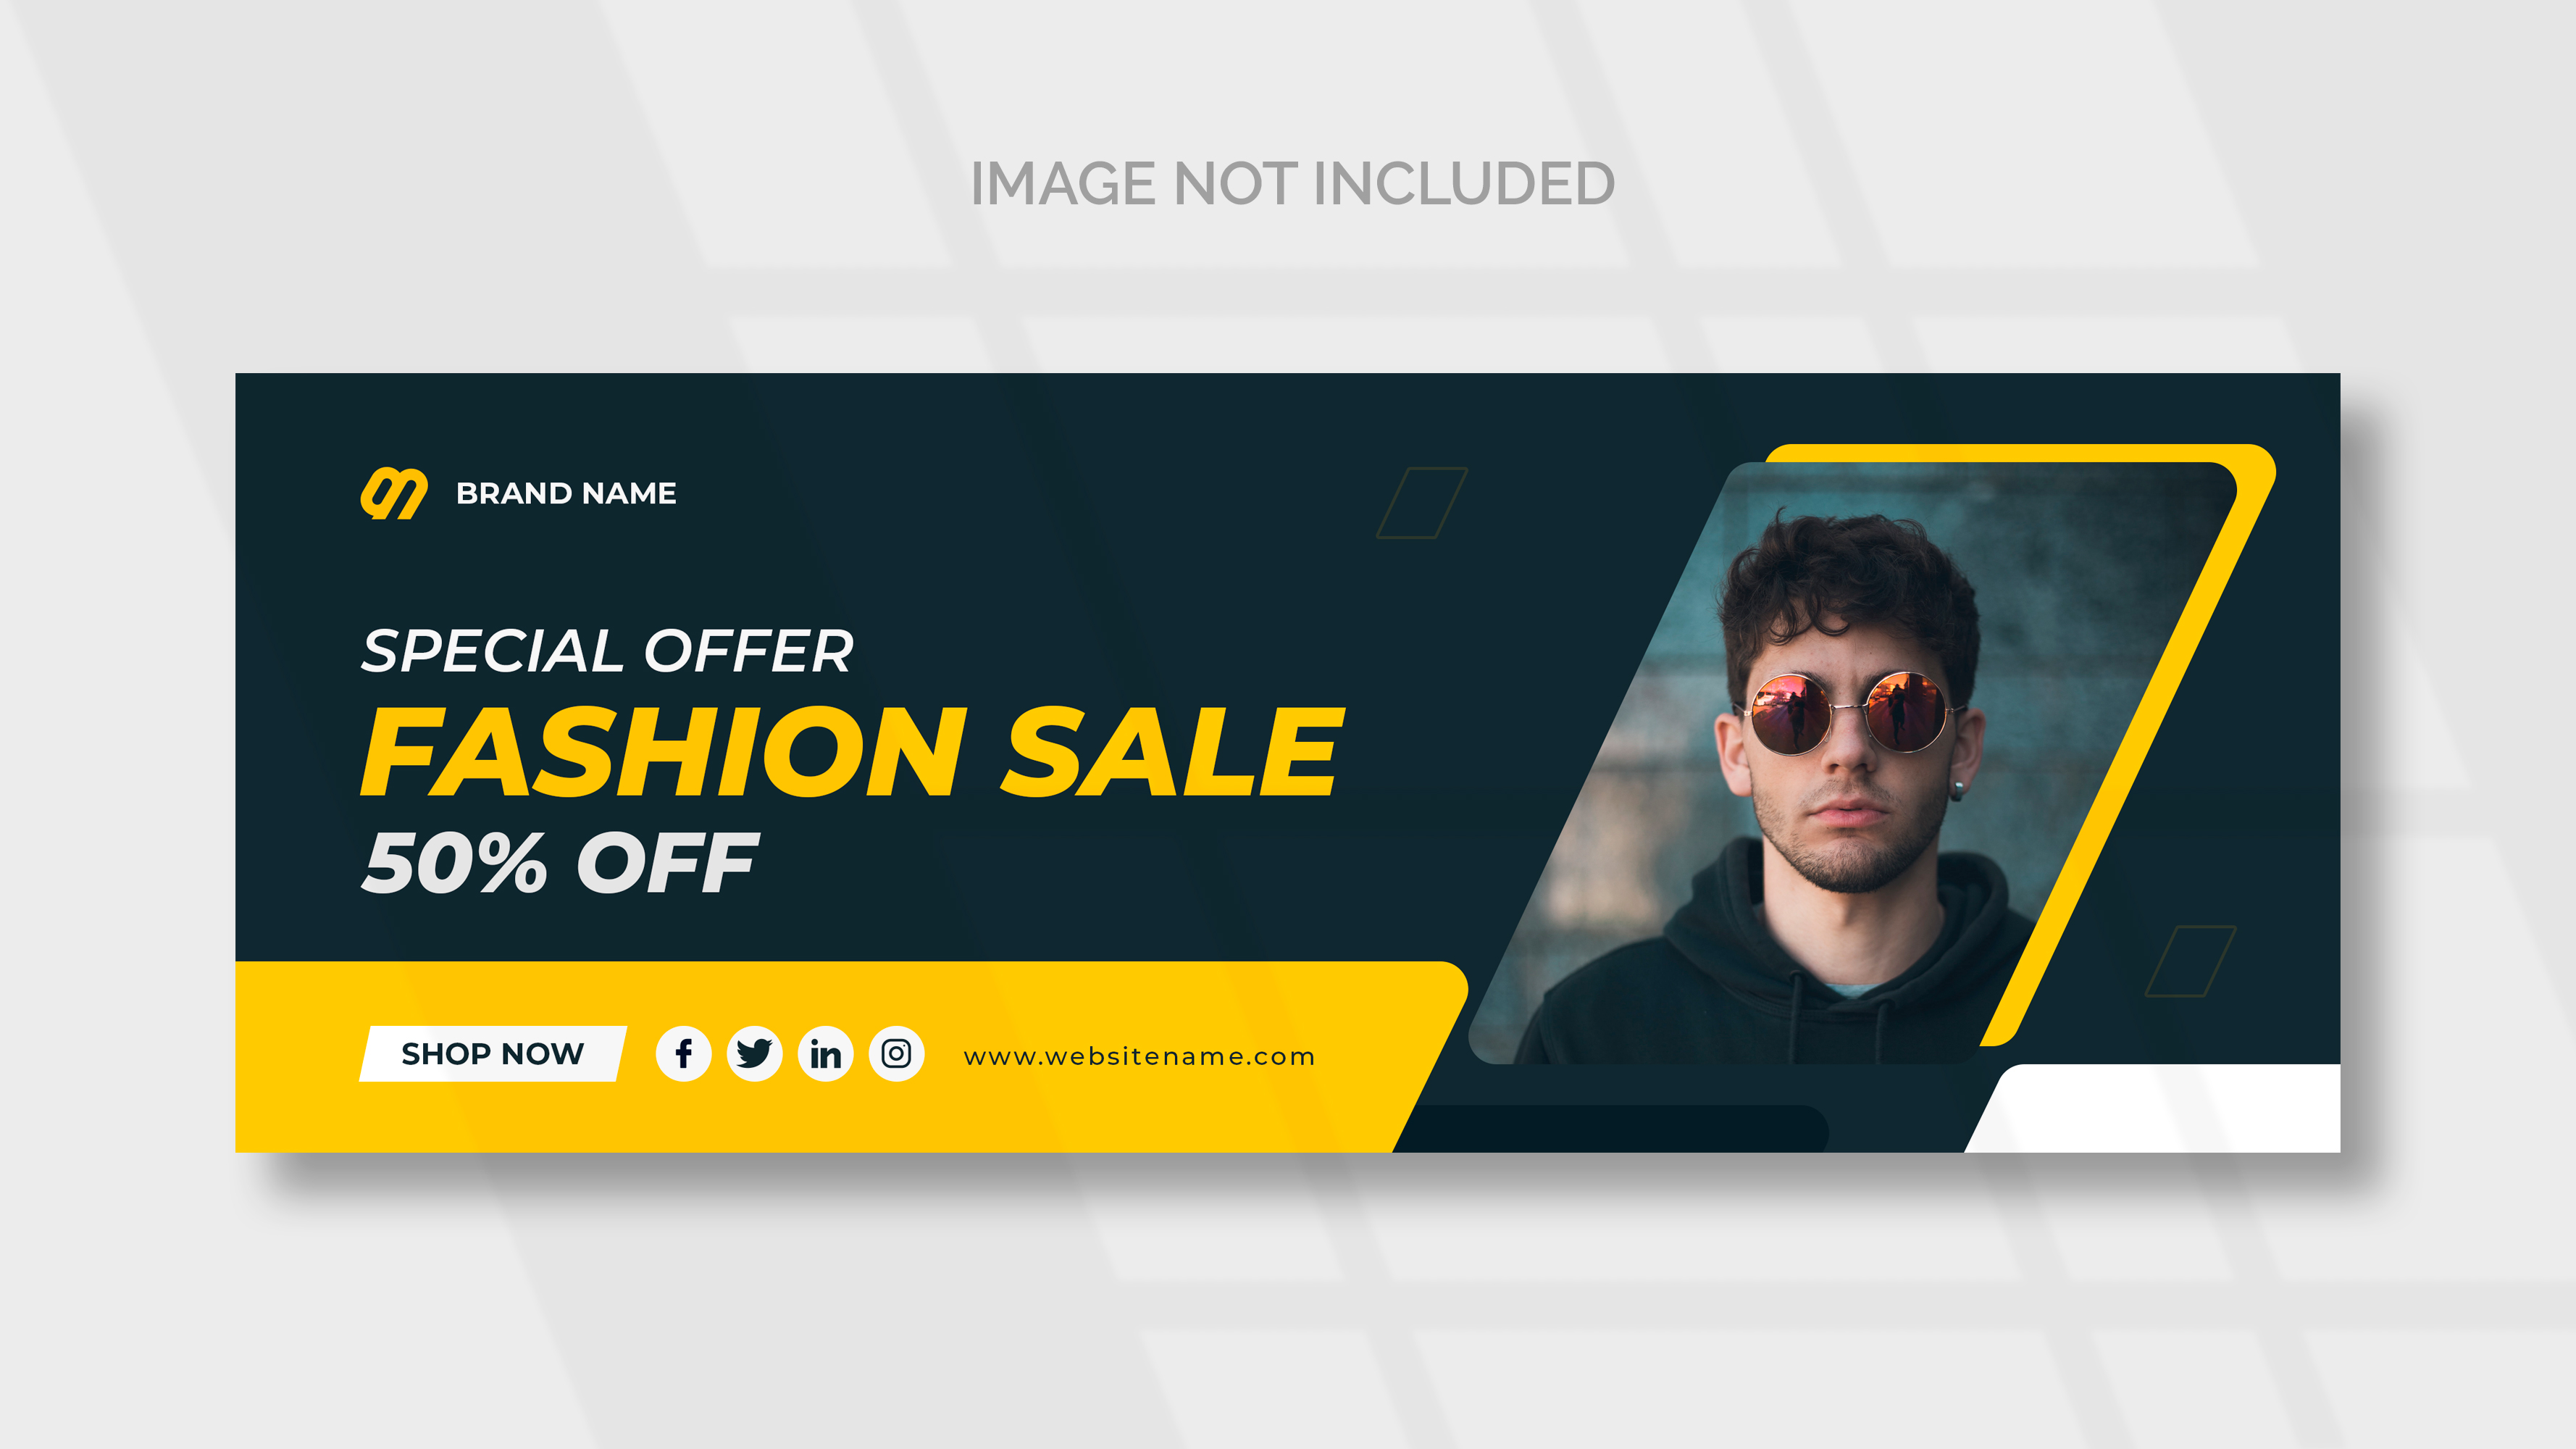 IMAGE NOT INCLUDED
BRAND NAME
SPECIAL OFFER
FASHION SALE
50% OFF
SHOP NOW
www.websitename.com